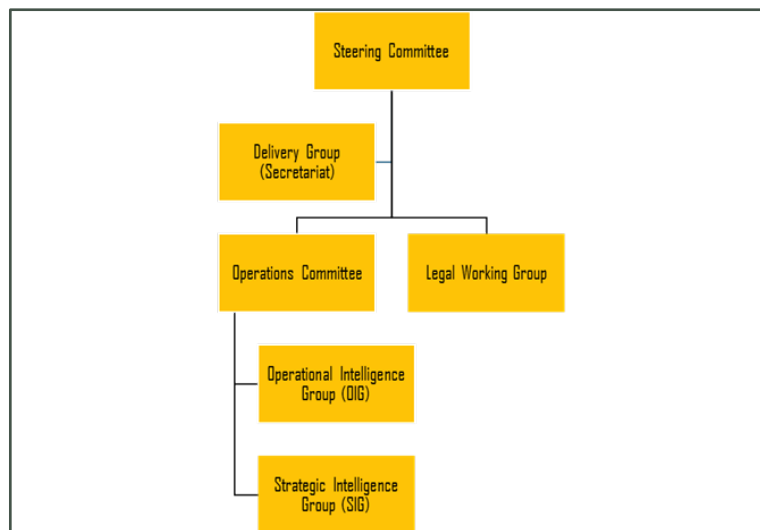 Steering Committee
Delivery Group
(Secretariat)
Operations Committee
Legal Working Group
Operational Intelligence
Group (OIG)
Strategic Intelligence
Group (SIG)